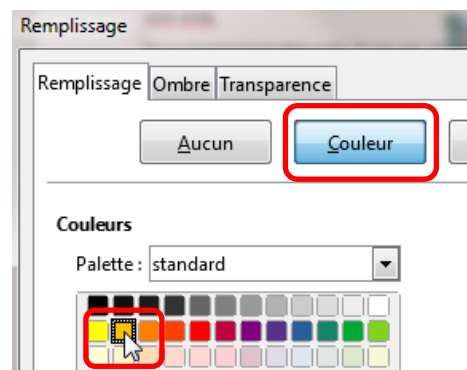 Remplissage
Remplissage Ombre Transparence
Aucun Couleur
Couleurs
Palette : standard